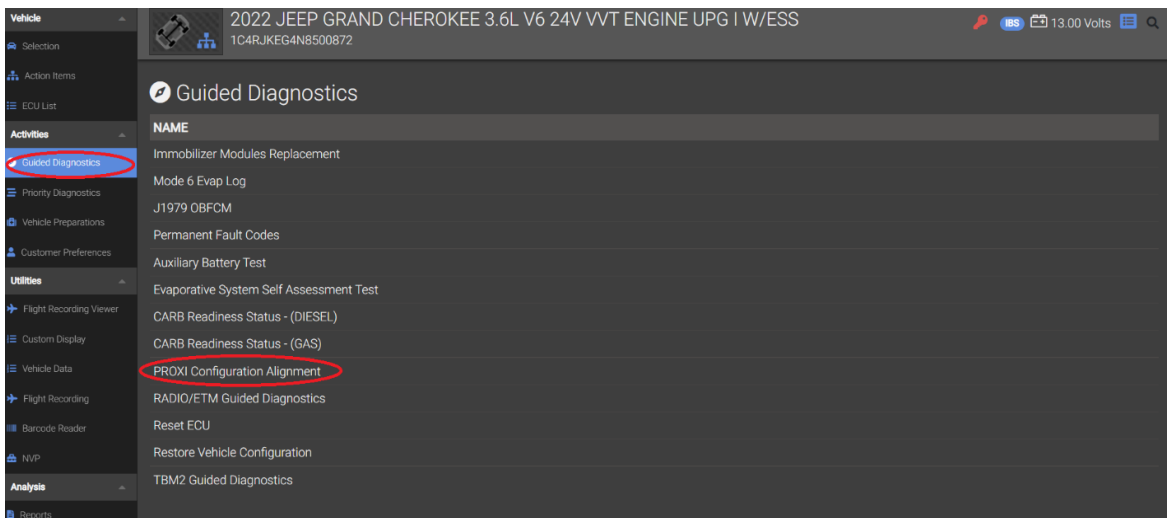 Vehicle
Selection
Action Items
ECU List
Activities
Guided Diagnostics
Priority Diagnostics
Vehicle Preparations
Customer Preferences
Utilities
Flight Recording Viewer
Custom Display
Vehicle Data
Flight Recording
Barcode Reader
NVP
Analysis
Reports
2022 JEEP GRAND CHEROKEE 3.6L V6 24V VVT ENGINE UPG I W/ESS
1C4RJKEG4N8500872
IBS 13.00 Volts
Guided Diagnostics
NAME
Immobilizer Modules Replacement
Mode 6 Evap Log
J1979 OBFCM
Permanent Fault Codes
Auxiliary Battery Test
Evaporative System Self Assessment Test
CARB Readiness Status - (DIESEL)
CARB Readiness Status - (GAS)
PROXI Configuration Alignment
RADIO/ETM Guided Diagnostics
Reset ECU
Restore Vehicle Configuration
TBM2 Guided Diagnostics